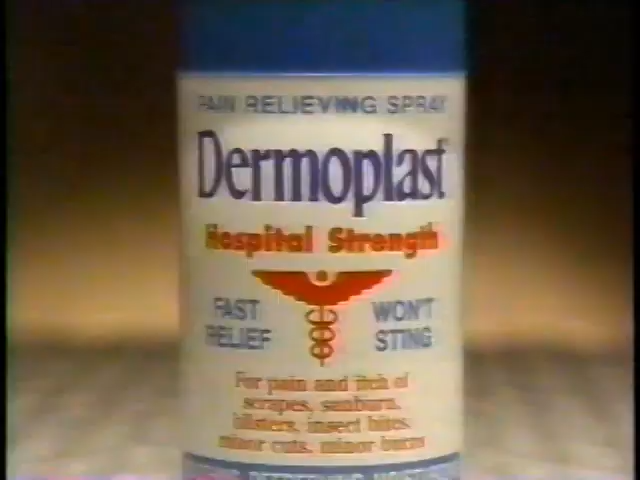 PAIN RELIEVING SPRAY
Dermoplast
Hospital Strength
FAST
RELIEF
WON'T
STING
For pain and itch of
scrapes, sunburn,
blisters, insect bites,
minor cuts, minor burns